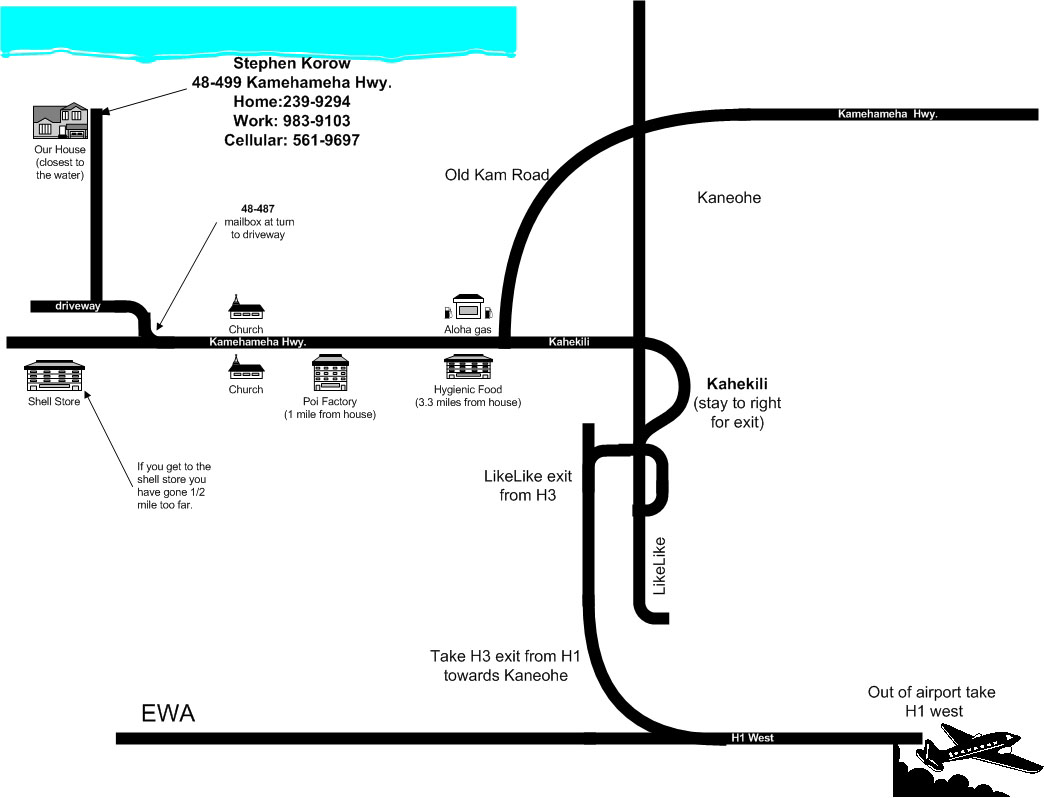 Stephen Korow
48-499 Kamehameha Hwy.
Home:239-9294
Work: 983-9103
Cellular: 561-9697
Kamehameha Hwy.
Our House
(closest to
the water)
Old Kam Road
Kaneohe
48-487
mailbox at turn
to driveway
driveway
Church
Aloha gas
Kamehameha Hwy.
Kahekili
Shell Store
Church
Poi Factory
(1 mile from house)
Hygienic Food
(3.3 miles from house)
Kahekili
(stay to right
for exit)
If you get to the
shell store you
have gone 1/2
mile too far.
LikeLike exit
from H3
LikeLike
Take H3 exit from H1
towards Kaneohe
Out of airport take
H1 west
EWA
H1 West